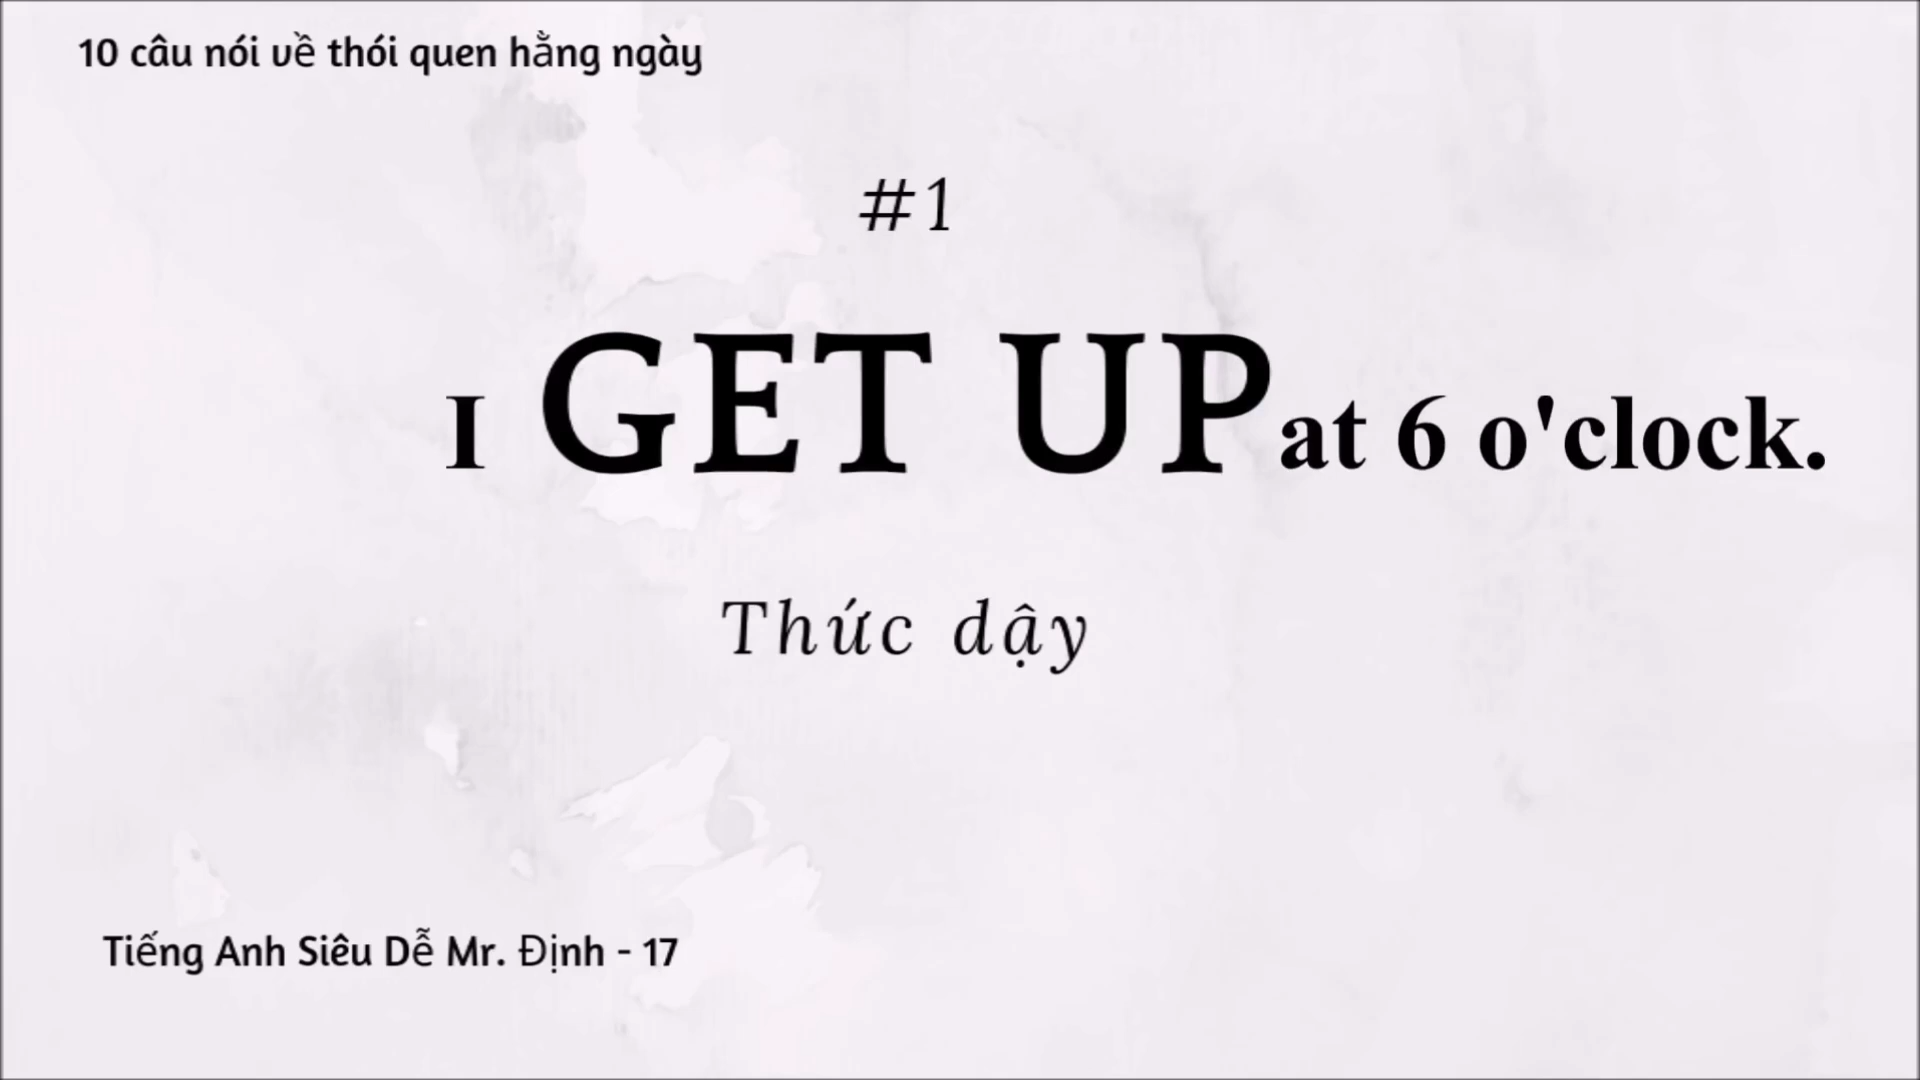 10 câu nói về thói quen hằng ngày
#1
I GET UP at 6 o'clock.
Thức dậy
Tiếng Anh Siêu Dễ Mr. Định - 17